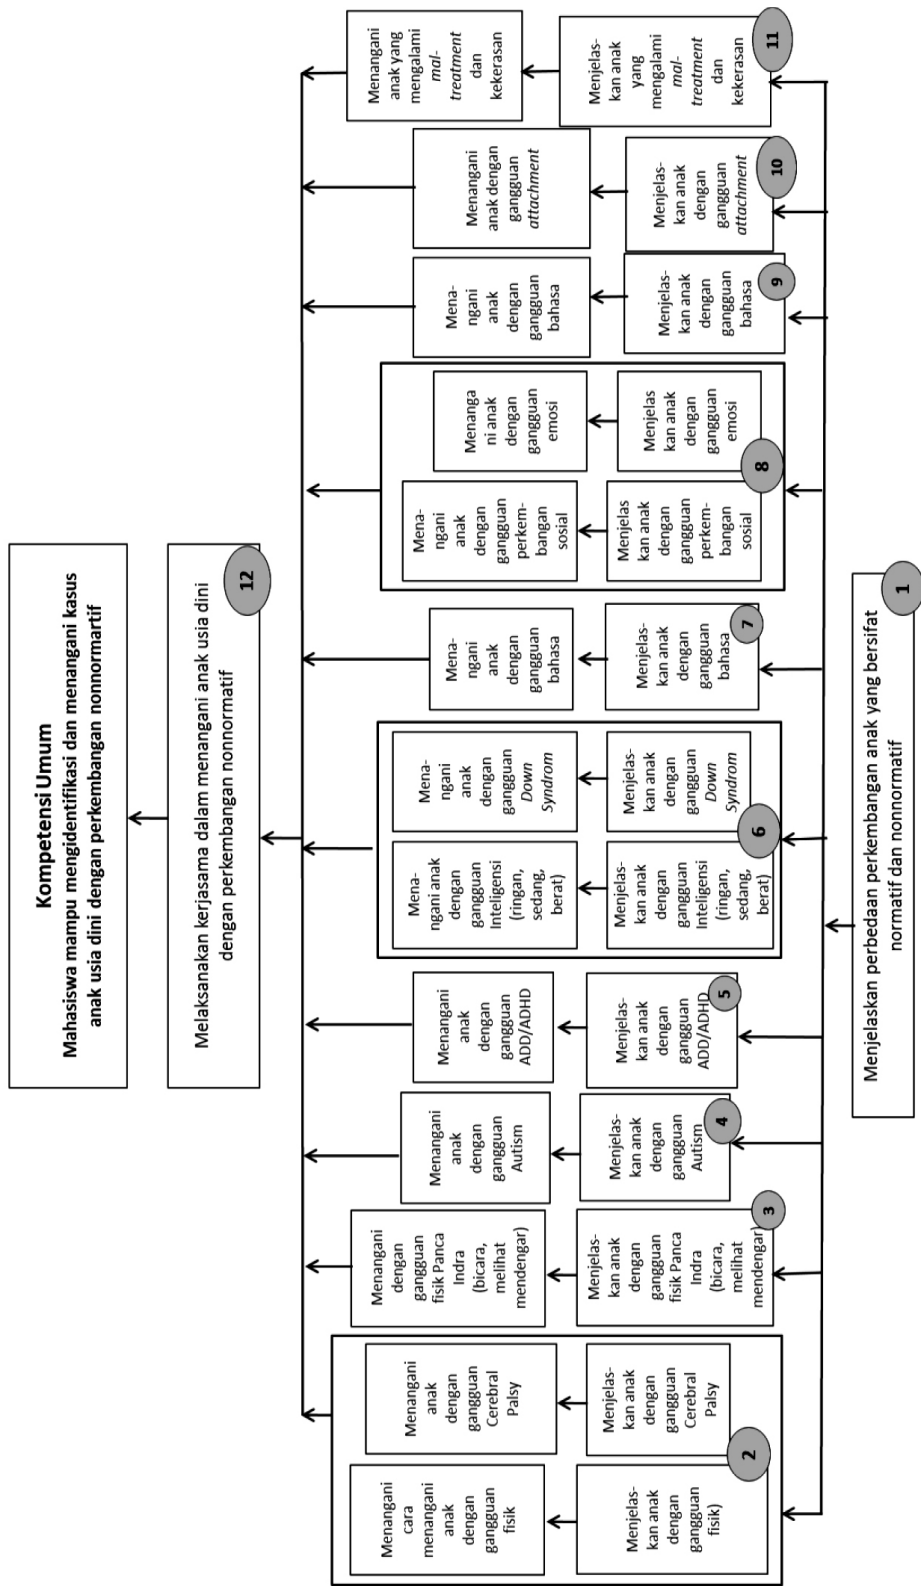 Kompetensi Umum
Mahasiswa mampu mengidentifikasi dan menangani kasus
anak usia dini dengan perkembangan nonnormartif
Melaksanakan kerjasama dalam menangani anak usia dini
dengan perkembangan nonnormatif
12
Menangani
cara
menangani
anak
dengan
gangguan
fisik
Menangani
anak
dengan
gangguan
Cerebral
Palsy
Menangani
dengan
gangguan
fisik Panca
Indra
(bicara,
melihat
mendengar)
Menangani
anak
dengan
gangguan
Autism
Menangani
anak
dengan
gangguan
ADD/ADHD
Mena-
ngani anak
dengan
gangguan
Inteligensi
(ringan,
sedang,
berat)
Mena-
ngani
anak
dengan
gangguan
Down
Syndrom
Mena-
ngani
anak
dengan
gangguan
bahasa
Mena-
ngani
anak
dengan
gangguan
perkem-
bangan
sosial
Menanga
ni anak
dengan
gangguan
emosi
Mena-
ngani
anak
dengan
gangguan
bahasa
Menangani
anak dengan
gangguan
attachment
Menangani
anak yang
mengalami
mal-
treatment
dan
kekerasan
Menjelas-
kan anak
dengan
gangguan
fisik)
2
Menjelas-
kan anak
dengan
gangguan
Cerebral
Palsy
Menjelas-
kan anak
dengan
gangguan
fisik Panca
Indra
(bicara,
melihat
mendengar)
3
Menjelas-
kan anak
dengan
gangguan
Autism
4
Menjelas-
kan anak
dengan
gangguan
ADD/ADHD
5
Menjelas-
kan anak
dengan
gangguan
Inteligensi
(ringan,
sedang,
berat)
6
Menjelas-
kan anak
dengan
gangguan
Down
Syndrom
Menjelas-
kan anak
dengan
gangguan
bahasa
7
Menjelas
kan anak
dengan
gangguan
perkem-
bangan
sosial
8
Menjelas
kan anak
dengan
gangguan
emosi
Menjelas-
kan anak
dengan
gangguan
bahasa
9
Menjelas-
kan anak
dengan
gangguan
attachment
10
Menjelas-
kan anak
yang
mengalami
mal-
treatment
dan
kekerasan
11
Menjelaskan perbedaan perkembangan anak yang bersifat
normatif dan nonnormatif
1